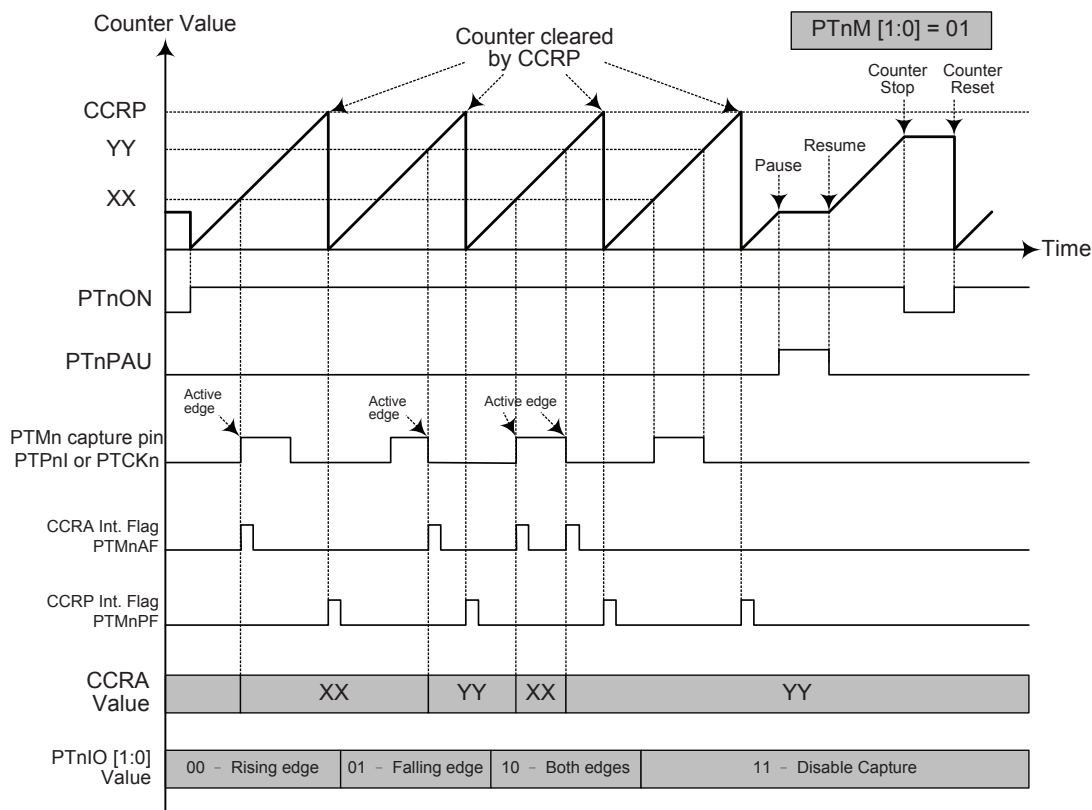 Counter Value
Counter cleared
by CCRP
PTnM [1:0] = 01
Counter
Stop
Counter
Reset
CCRP
YY
XX
Pause
Resume
Time
PTnON
PTnPAU
Active
edge
Active
edge
Active edge
PTMn capture pin
PTPnI or PTCKn
CCRA Int. Flag
PTMnAF
CCRP Int. Flag
PTMnPF
CCRA
Value
XX
YY
XX
YY
PTnIO [1:0]
Value
00 – Rising edge
01 – Falling edge
10 – Both edges
11 – Disable Capture